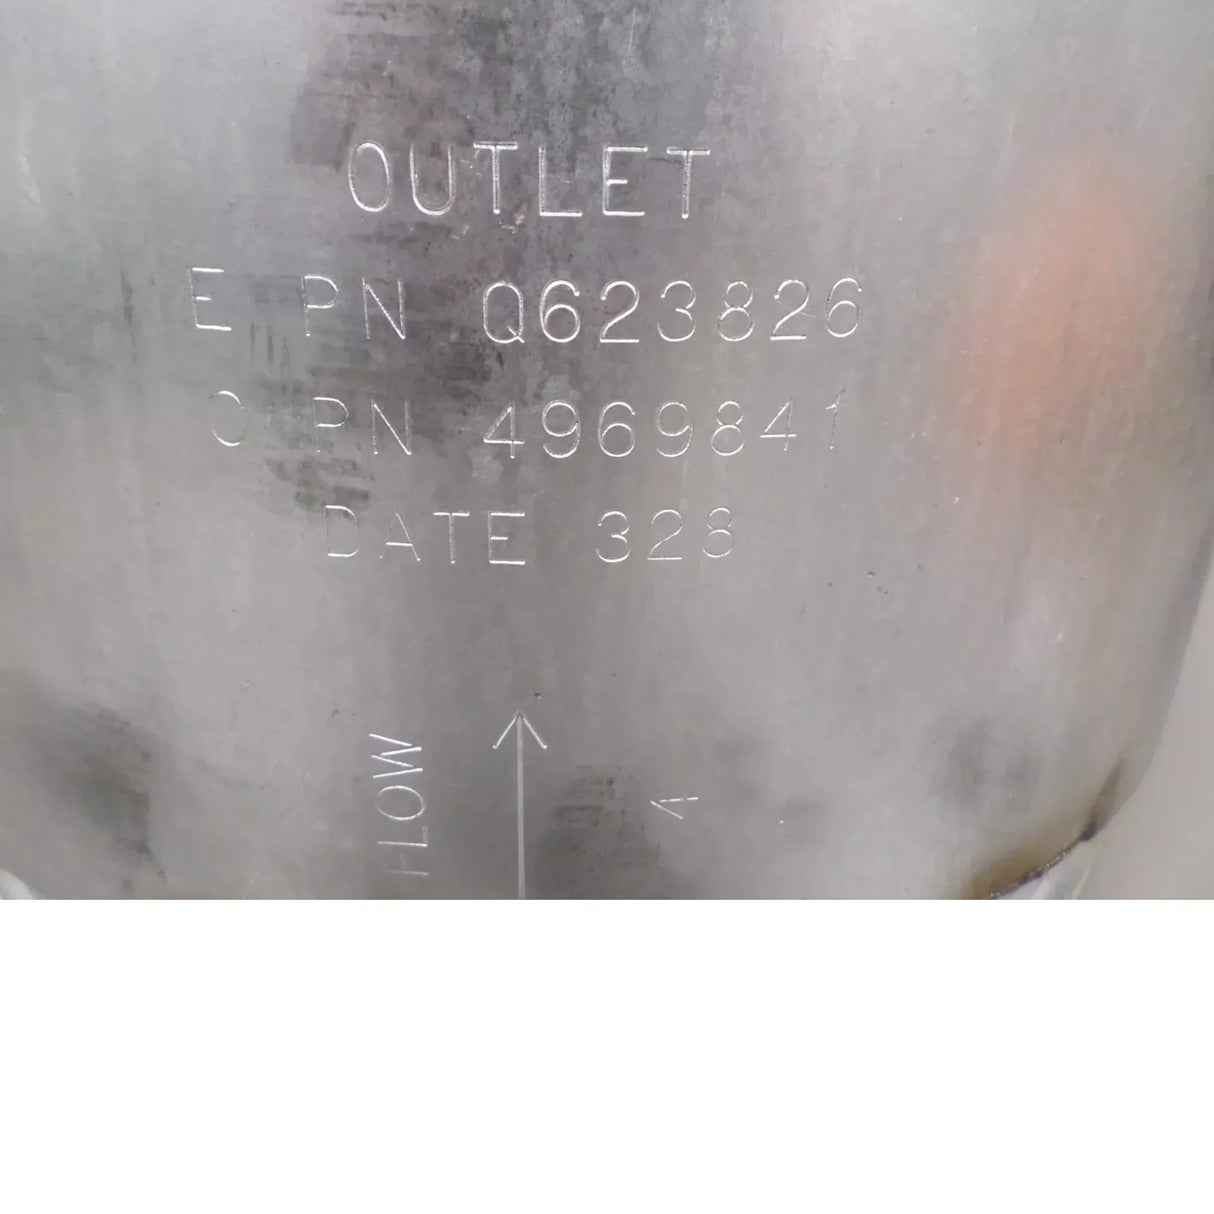 OUTLET
E PN Q623826
C PN 4969841
DATE 328
FLOW
A